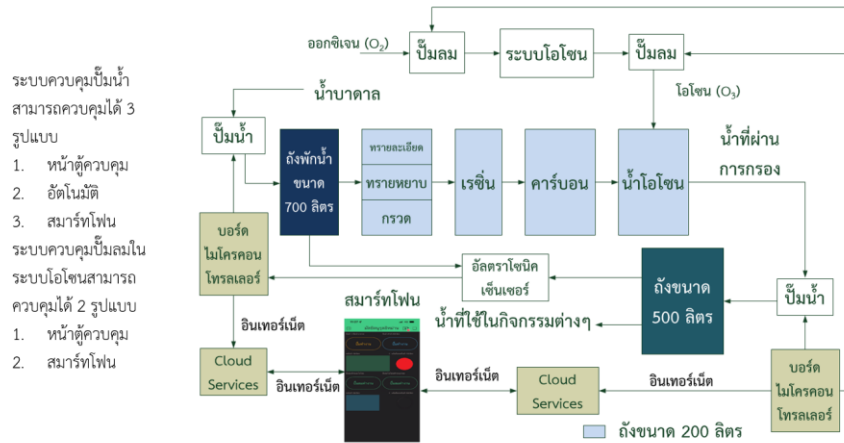 ระบบควบคุมปั๊มน้ำ
สามารถควบคุมได้ 3
รูปแบบ
1. หน้าตู้ควบคุม
2. อัตโนมัติ
3. สมาร์ทโฟน
ระบบควบคุมปั๊มลมใน
ระบบโอโซนสามารถ
ควบคุมได้ 2 รูปแบบ
1. หน้าตู้ควบคุม
2. สมาร์ทโฟน
ออกซิเจน (O₂)
ปั๊มลม
ระบบโอโซน
ปั๊มลม
โอโซน (O₃)
น้ำบาดาล
ปั๊มน้ำ
ถังพักน้ำ
ขนาด
700 ลิตร
ทรายละเอียด
ทรายหยาบ
กรวด
เรซิ่น
คาร์บอน
น้ำโอโซน
น้ำที่ผ่าน
การกรอง
บอร์ด
ไมโครคอน
โทรลเลอร์
อัลตราโซนิค
เซ็นเซอร์
ถังขนาด
500 ลิตร
ปั๊มน้ำ
สมาร์ทโฟน
น้ำที่ใช้ในกิจกรรมต่างๆ
อินเทอร์เน็ต
Cloud
Services
อินเทอร์เน็ต
อินเทอร์เน็ต
Cloud
Services
อินเทอร์เน็ต
บอร์ด
ไมโครคอน
โทรลเลอร์
ถังขนาด 200 ลิตร